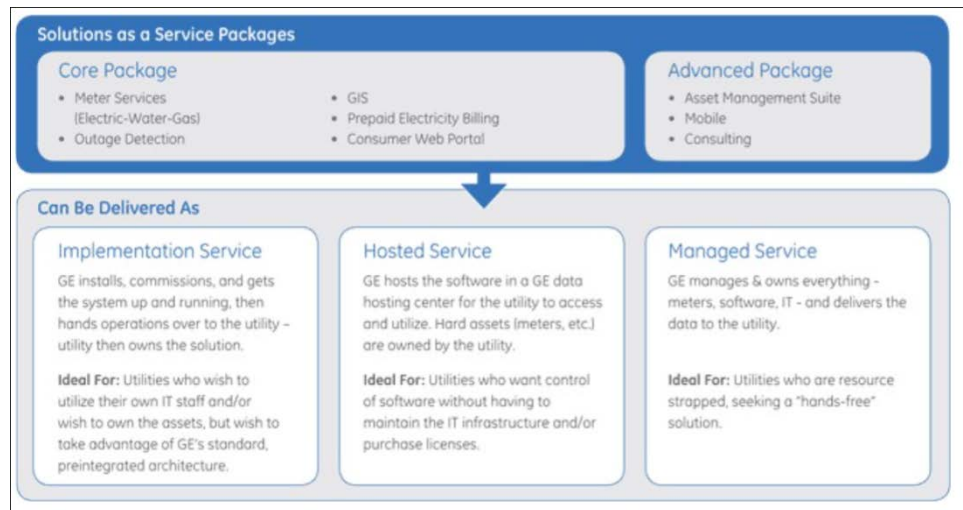 Solutions as a Service Packages
Core Package
• Meter Services
(Electric-Water-Gas)
• Outage Detection
• GIS
• Prepaid Electricity Billing
• Consumer Web Portal
Advanced Package
• Asset Management Suite
• Mobile
• Consulting
Can Be Delivered As
Implementation Service
GE installs, commissions, and gets
the system up and running, then
hands operations over to the utility –
utility then owns the solution.
Ideal For: Utilities who wish to
utilize their own IT staff and/or
wish to own the assets, but wish to
take advantage of GE's standard,
preintegrated architecture.
Hosted Service
GE hosts the software in a GE data
hosting center for the utility to access
and utilize. Hard assets (meters, etc.)
are owned by the utility.
Ideal For: Utilities who want control
of software without having to
maintain the IT infrastructure and/or
purchase licenses.
Managed Service
GE manages & owns everything -
meters, software, IT - and delivers the
data to the utility.
Ideal For: Utilities who are resource
strapped, seeking a "hands-free"
solution.